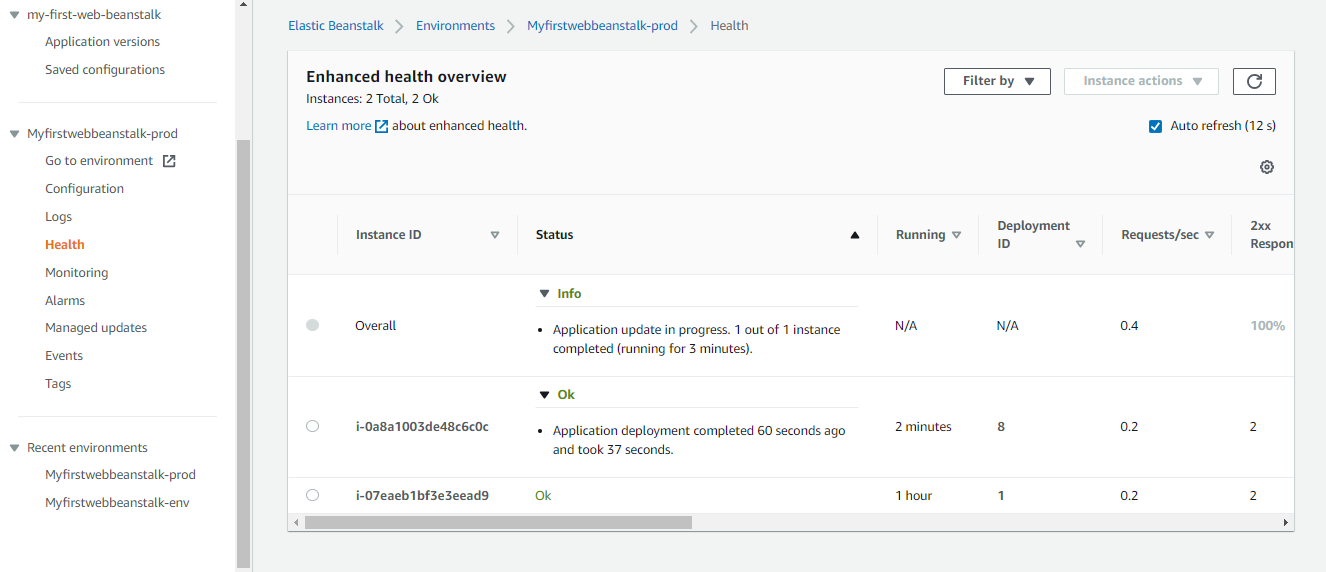 my-first-web-beanstalk
Application versions
Saved configurations
Myfirstwebbeanstalk-prod
Go to environment
Configuration
Logs
Health
Monitoring
Alarms
Managed updates
Events
Tags
Recent environments
Myfirstwebbeanstalk-prod
Myfirstwebbeanstalk-env
Elastic Beanstalk > Environments > Myfirstwebbeanstalk-prod > Health
Enhanced health overview
Instances: 2 Total, 2 Ok
Learn more about enhanced health.
Filter by
Instance actions
Auto refresh (12 s)
Instance ID
Status
Running
Deployment
ID
Requests/sec
2xx
Respon
Overall
Info
• Application update in progress. 1 out of 1 instance
completed (running for 3 minutes).
N/A
N/A
0.4
100%
i-0a8a1003de48c6c0c
Ok
• Application deployment completed 60 seconds ago
and took 37 seconds.
2 minutes
8
0.2
2
i-07eaeb1bf3e3eead9
Ok
1 hour
1
0.2
2